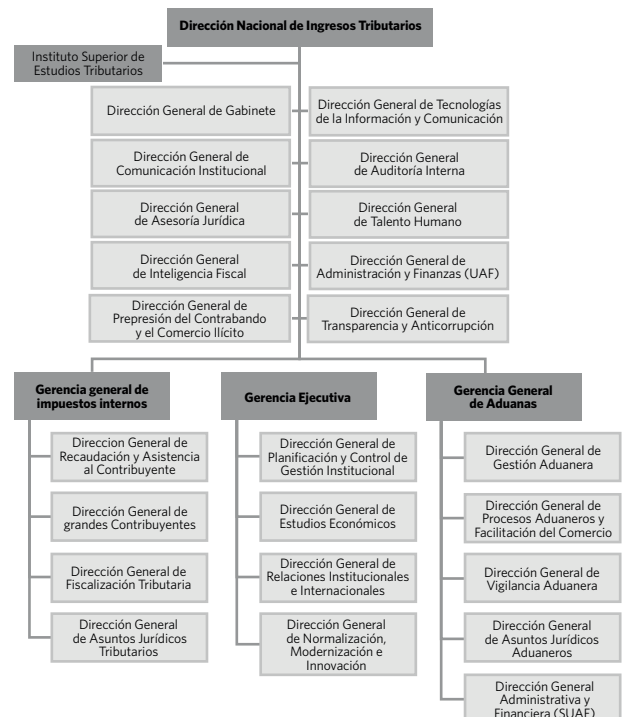 Dirección Nacional de Ingresos Tributarios
Instituto Superior de
Estudios Tributarios
Dirección General de Gabinete
Dirección General de Tecnologías
de la Información y Comunicación
Dirección General de
Comunicación Institucional
Dirección General
de Auditoría Interna
Dirección General
de Asesoría Jurídica
Dirección General
de Talento Humano
Dirección General
de Inteligencia Fiscal
Dirección General de
Administración y Finanzas (UAF)
Dirección General de
Prepresión del Contrabando
y el Comercio Ilícito
Dirección General de
Transparencia y Anticorrupción
Gerencia general de
impuestos internos
Direccion General de
Recaudación y Asistencia
al Contribuyente
Dirección General de
grandes Contribuyentes
Dirección General de
Fiscalización Tributaria
Dirección General
de Asuntos Jurídicos
Tributarios
Gerencia Ejecutiva
Dirección General de
Planificación y Control de
Gestión Institucional
Dirección General de
Estudios Económicos
Dirección General de
Relaciones Institucionales
e Internacionales
Dirección General
de Normalización,
Modernización e
Innovación
Gerencia General
de Aduanas
Dirección General de
Gestión Aduanera
Dirección General de
Procesos Aduaneros y
Facilitación del Comercio
Dirección General de
Vigilancia Aduanera
Dirección General
de Asuntos Jurídicos
Aduaneros
Dirección General
Administrativa y
Financiera (SUAF)